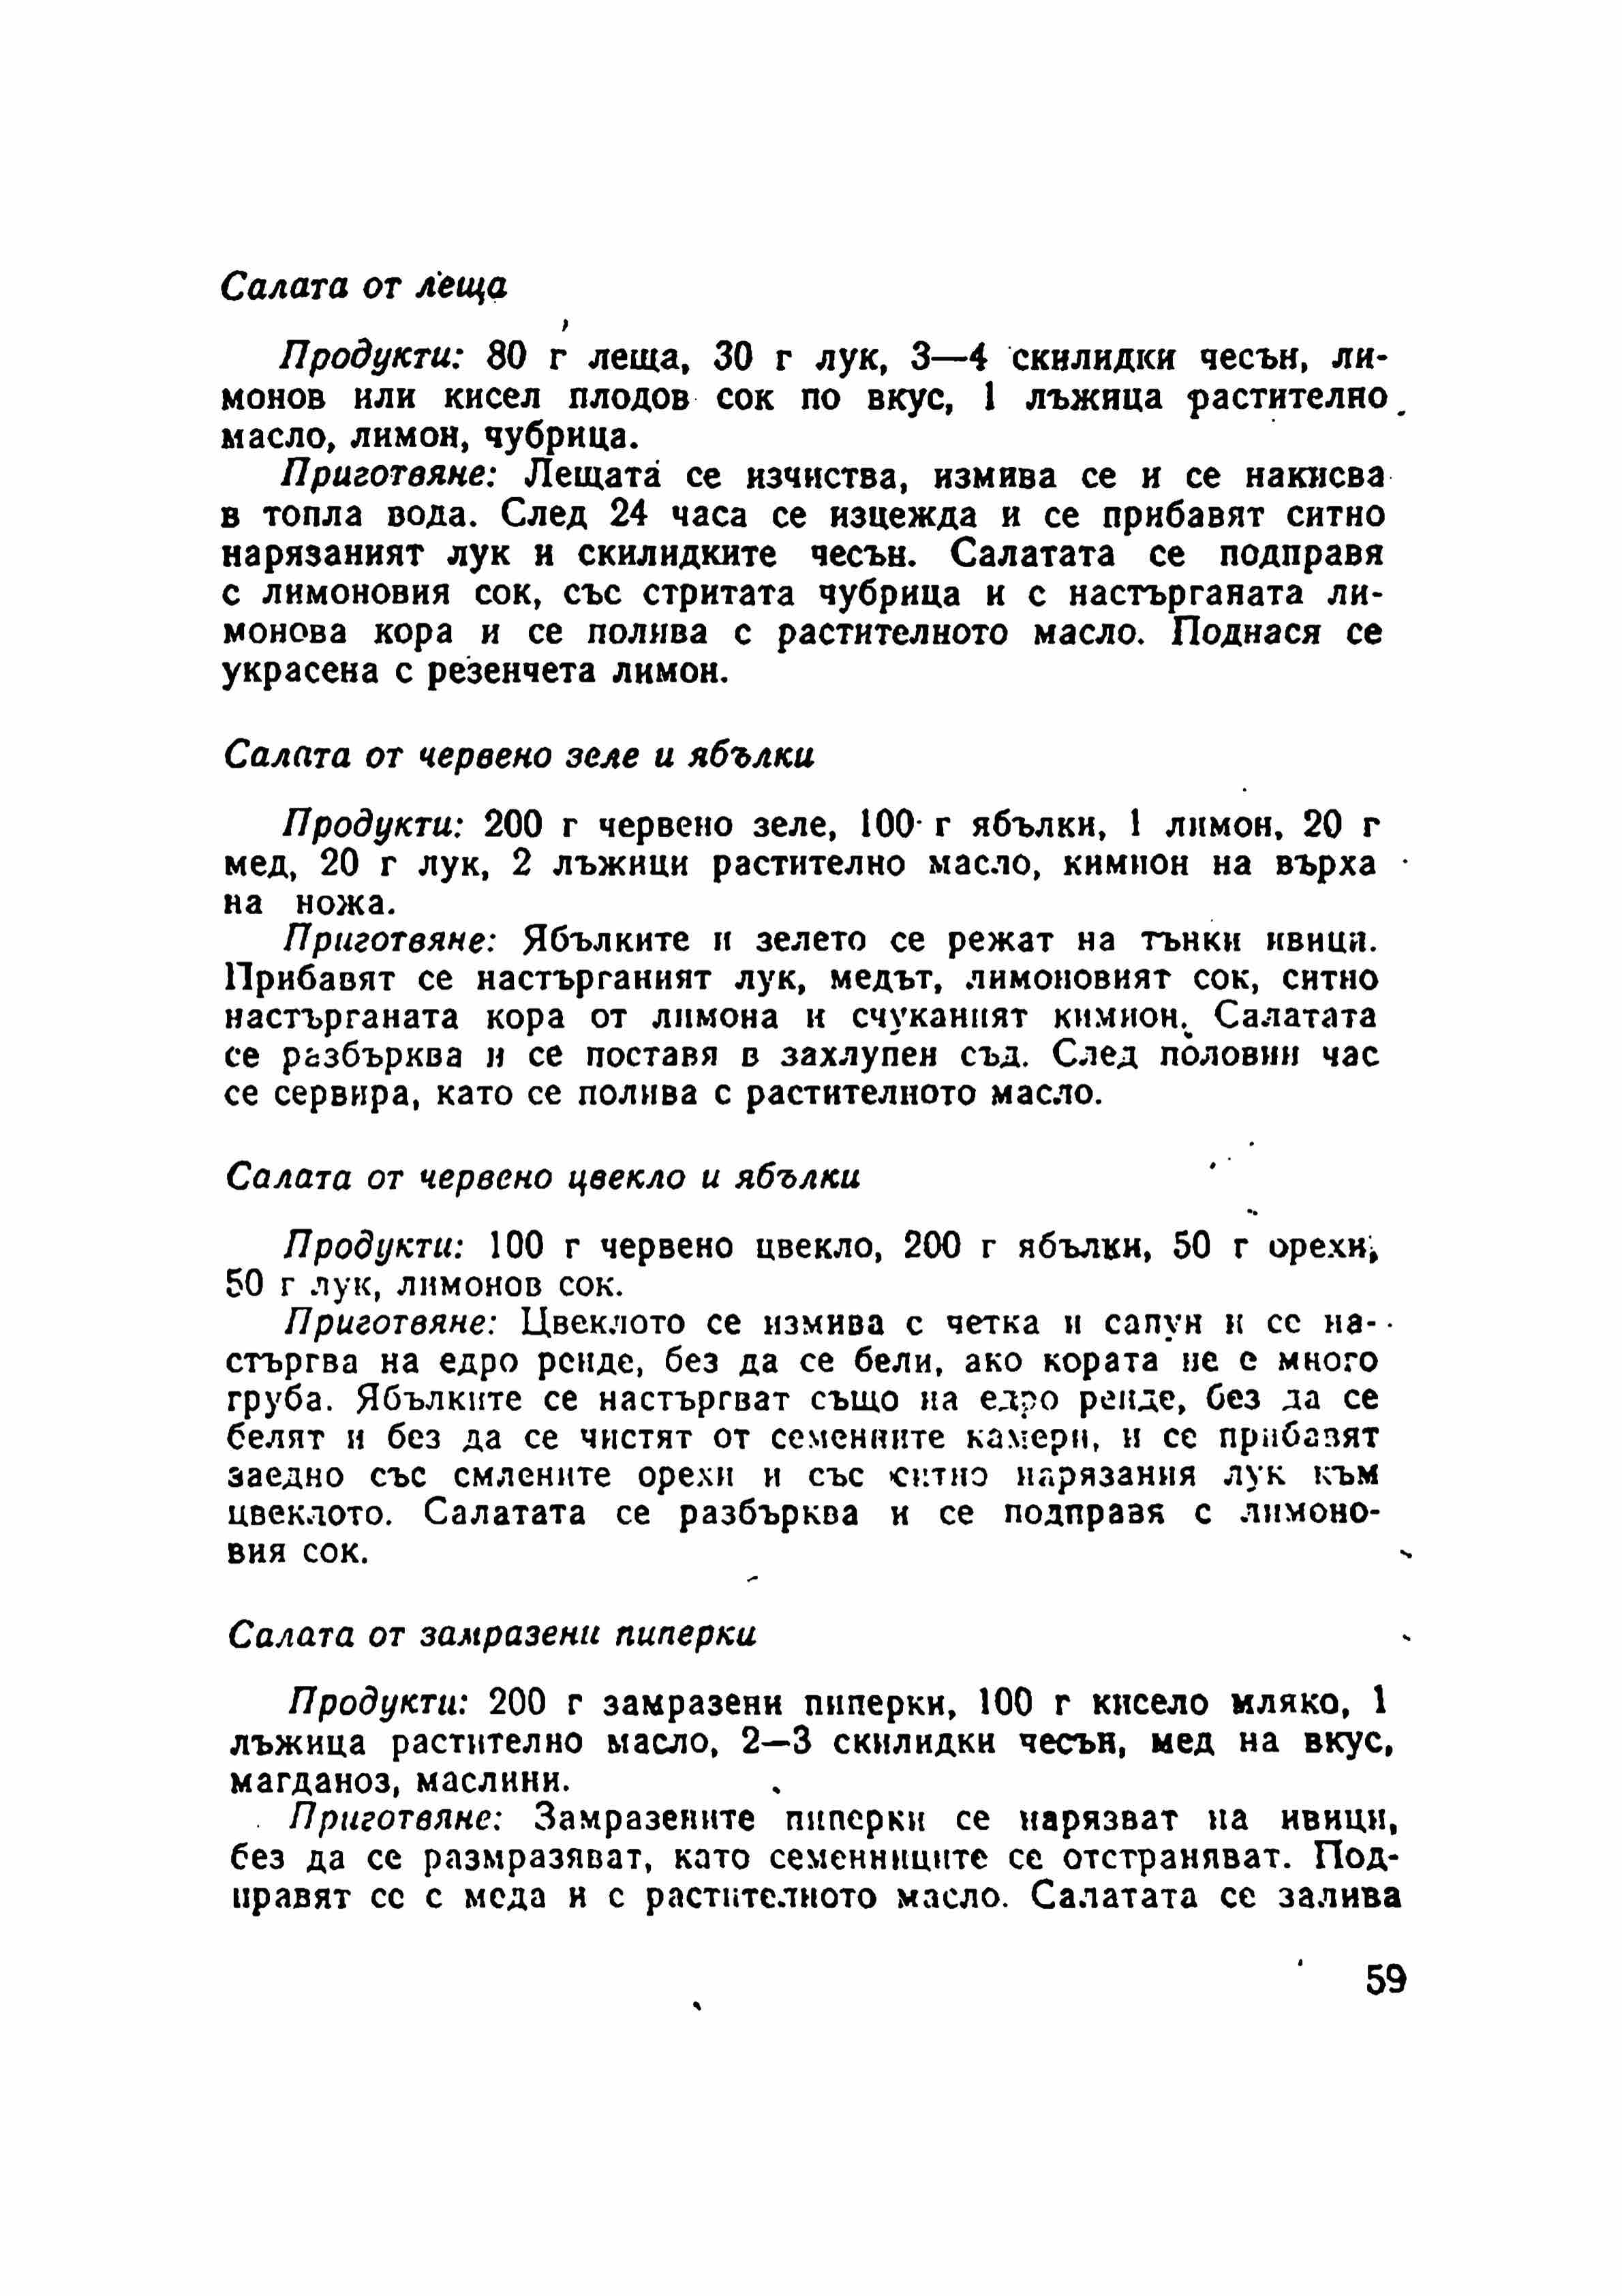 Салата от леща
Продукти: 80 г леща, 30 г лук, 3—4 скилидки чесън, ли-
монов или кисел плодов сок по вкус, 1 лъжица растително
масло, лимон, чубрица.
Приготвяне: Лещата се изчиства, измива се и се накисва
в топла вода. След 24 часа се изцежда и се прибавят ситно
нарязаният лук и скилидките чесън. Салатата се подправя
с лимоновия сок, със стритата чубрица и с настърганата ли-
монова кора и се полива с растителното масло. Поднася се
украсена с резенчета лимон.
Салата от червено зеле и ябълки
Продукти: 200 г червено зеле, 100 г ябълки, 1 лимон, 20 г
мед, 20 г лук, 2 лъжици растително масло, кимион на върха
на ножа.
Приготвяне: Ябълките и зелето се режат на тънки ивици.
Прибавят се настърганият лук, медът, лимоновият сок, ситно
настърганата кора от лимона и счуканият кимион. Салатата
се разбърква и се поставя в захлупен съд. След половин час
се сервира, като се полива с растителното масло.
Салата от червено цвекло и ябълки
Продукти: 100 г червено цвекло, 200 г ябълки, 50 г орехи,
50 г лук, лимонов сок.
Приготвяне: Цвеклото се измива с четка и сапун и се на-
стъргва на едро ренде, без да се бели, ако кората не е много
груба. Ябълките се настъргват също на едро ренде, без да се
белят и без да се чистят от семенните камери, и се прибавят
заедно със смлените орехи и със ситно нарязания лук към
цвеклото. Салатата се разбърква и се подправя с лимоно-
вия сок.
Салата от замразени пиперки
Продукти: 200 г замразени пиперки, 100 г кисело мляко, 1
лъжица растително масло, 2—3 скилидки чесън, мед на вкус,
магданоз, маслини.
Приготвяне: Замразените пиперки се нарязват на ивици,
без да се размразяват, като семенниците се отстраняват. Под-
правят се с меда и с растителното масло. Салатата се залива
59